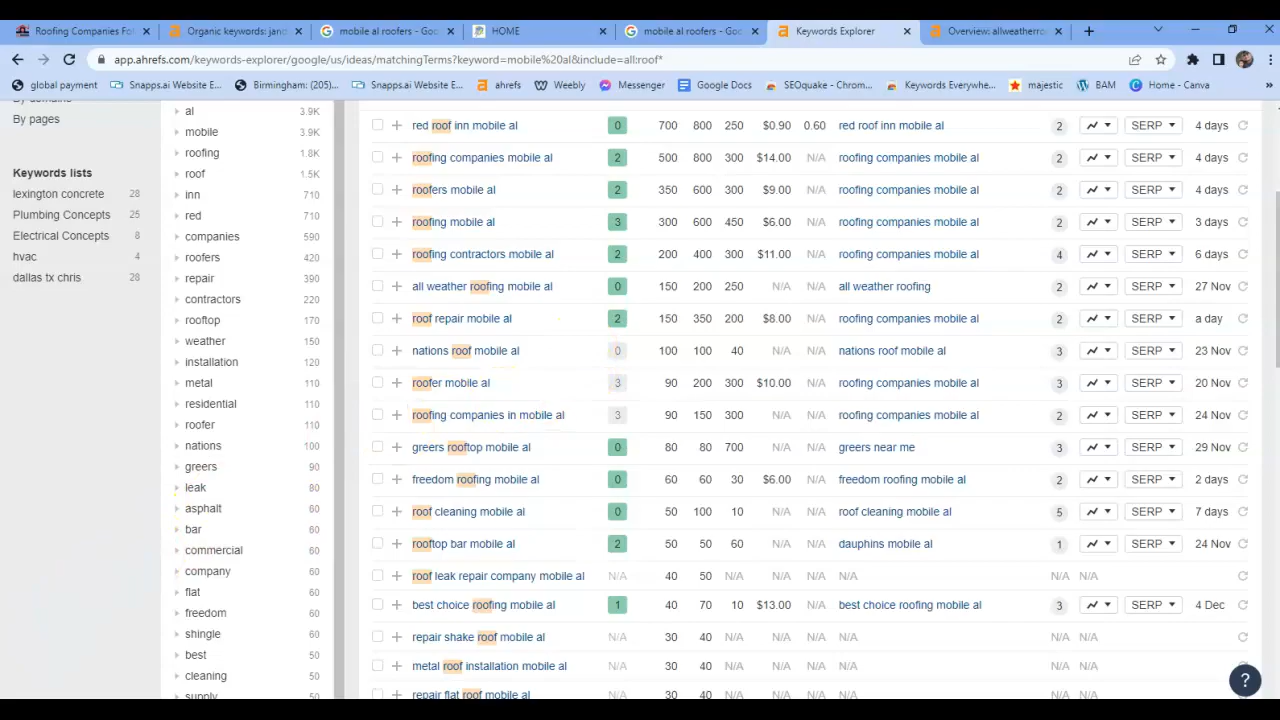 Roofing Companies Fo
Organic keywords: janc
mobile al roofers - Goo
HOME
mobile al roofers - Goo
Keywords Explorer
Overview: allweatherro
app.ahrefs.com/keywords-explorer/google/us/ideas/matchingTerms?keyword=mobile%20al&include=all:roof*
global payment
Snapps.ai Website E...
Birmingham: (205)...
Snapps.ai Website E...
ahrefs
Weebly
Messenger
Google Docs
SEOquake - Chrom...
Keywords Everywhe...
majestic
BAM
Home - Canva
By domains
By pages
Keywords lists
lexington concrete 28
Plumbing Concepts 25
Electrical Concepts 8
hvac 4
dallas tx chris 28
al 3.9K
mobile 3.9K
roofing 1.8K
roof 1.5K
inn 710
red 710
companies 590
roofers 420
repair 390
contractors 220
rooftop 170
weather 150
installation 120
metal 110
residential 110
roofer 110
nations 100
greers 90
leak 80
asphalt 60
bar 60
commercial 60
company 60
flat 60
freedom 60
shingle 60
best 50
cleaning 50
supply 50
red roof inn mobile al 0 700 800 250 $0.90 0.60 red roof inn mobile al 2 SERP 4 days
roofing companies mobile al 2 500 800 300 $14.00 N/A roofing companies mobile al 2 SERP 4 days
roofers mobile al 2 350 600 300 $9.00 N/A roofing companies mobile al 2 SERP 4 days
roofing mobile al 3 300 600 450 $6.00 N/A roofing companies mobile al 2 SERP 3 days
roofing contractors mobile al 2 200 400 300 $11.00 N/A roofing companies mobile al 4 SERP 6 days
all weather roofing mobile al 0 150 200 250 N/A N/A all weather roofing 2 SERP 27 Nov
roof repair mobile al 2 150 350 200 $8.00 N/A roofing companies mobile al 2 SERP a day
nations roof mobile al 0 100 100 40 N/A N/A nations roof mobile al 3 SERP 23 Nov
roofer mobile al 3 90 200 300 $10.00 N/A roofing companies mobile al 3 SERP 20 Nov
roofing companies in mobile al 3 90 150 300 N/A N/A roofing companies mobile al 2 SERP 24 Nov
greers rooftop mobile al 0 80 80 700 N/A N/A greers near me 3 SERP 29 Nov
freedom roofing mobile al 0 60 60 30 $6.00 N/A freedom roofing mobile al 2 SERP 2 days
roof cleaning mobile al 0 50 100 10 N/A N/A roof cleaning mobile al 5 SERP 7 days
rooftop bar mobile al 2 50 50 60 N/A N/A dauphins mobile al 1 SERP 24 Nov
roof leak repair company mobile al N/A 40 50 N/A N/A N/A N/A N/A N/A
best choice roofing mobile al 1 40 70 10 $13.00 N/A best choice roofing mobile al 3 SERP 4 Dec
repair shake roof mobile al N/A 30 40 N/A N/A N/A N/A N/A N/A
metal roof installation mobile al N/A 30 40 N/A N/A N/A N/A N/A N/A
repair flat roof mobile al 30 40 N/A N/A N/A N/A N/A
?